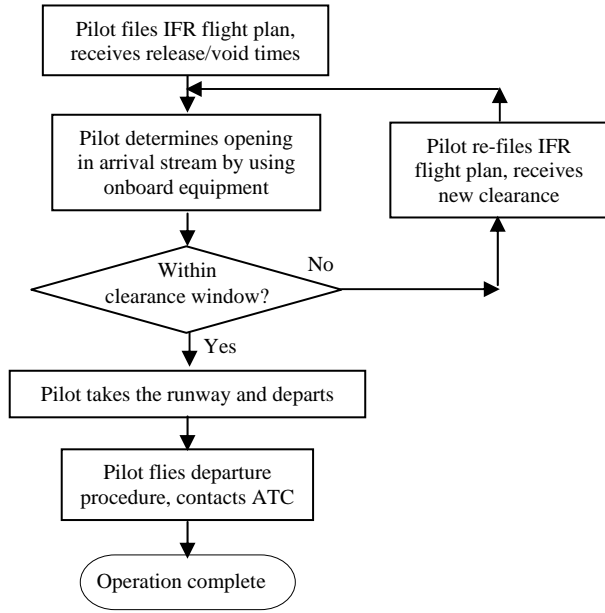 Pilot files IFR flight plan,
receives release/void times
Pilot determines opening
in arrival stream by using
onboard equipment
Pilot re-files IFR
flight plan, receives
new clearance
Within
clearance window?
No
Yes
Pilot takes the runway and departs
Pilot flies departure
procedure, contacts ATC
Operation complete